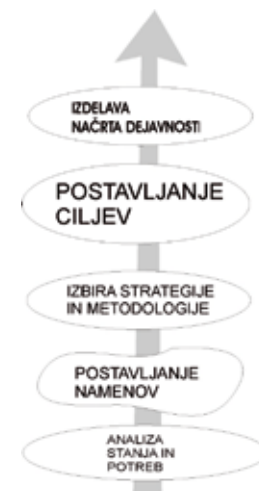 IZDELAVA
NAČRTA DEJAVNOSTI
POSTAVLJANJE
CILJEV
IZBIRA STRATEGIJE
IN METODOLOGIJE
POSTAVLJANJE
NAMENOV
ANALIZA
STANJA IN
POTREB